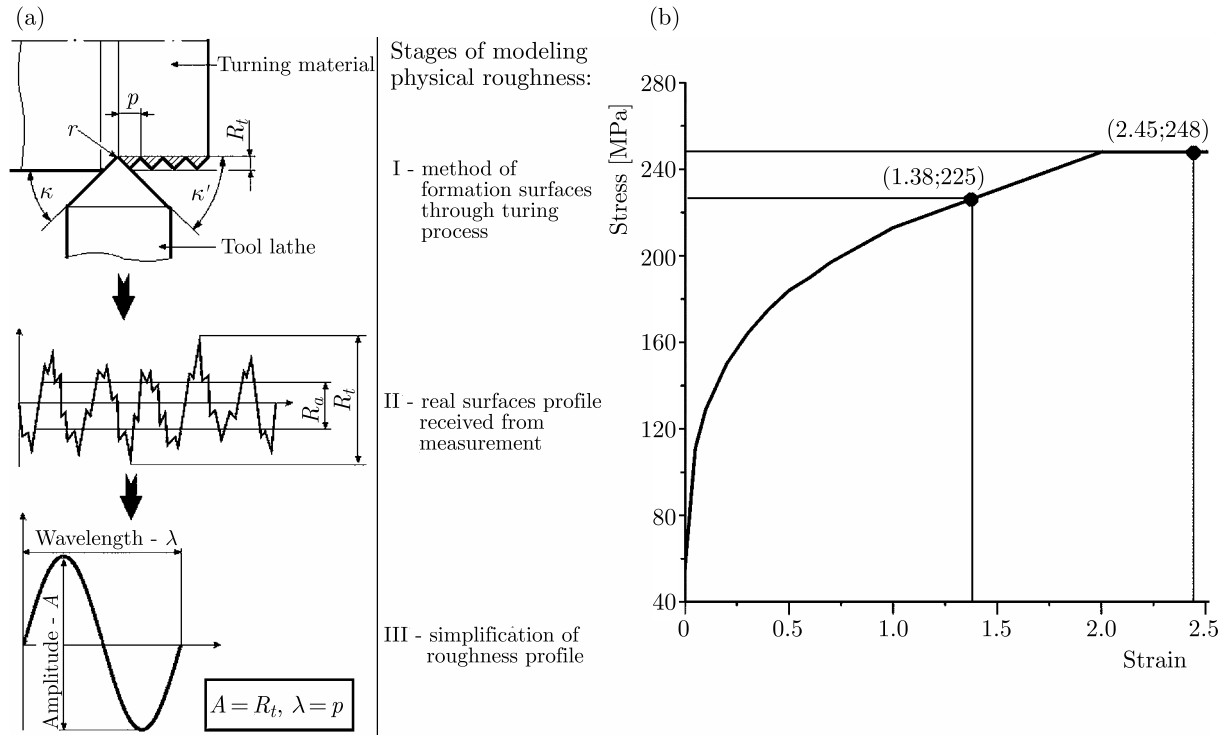 (a)
Turning material
p
r
R_t
κ
κ′
Tool lathe
Stages of modeling
physical roughness:
I - method of
formation surfaces
through turing
process
R_a
R_t
II - real surfaces profile
received from
measurement
Wavelength - λ
Amplitude - A
A = R_t, λ = p
III - simplification of
roughness profile
(b)
Stress [MPa]
280
240
200
160
120
80
40
(2.45;248)
(1.38;225)
0
0.5
1.0
1.5
2.0
2.5
Strain